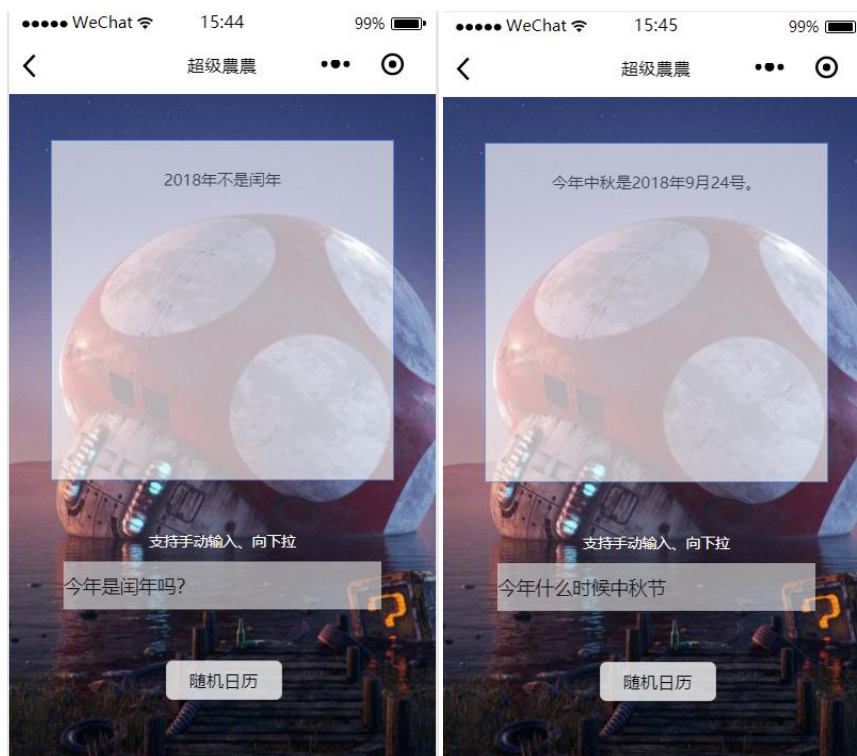 WeChat 15:44 99%
超级農農
2018年不是闰年
支持手动输入、向下拉
今年是闰年吗?
随机日历
WeChat 15:45 99%
超级農農
今年中秋是2018年9月24号。
支持手动输入、向下拉
今年什么时候中秋节
随机日历